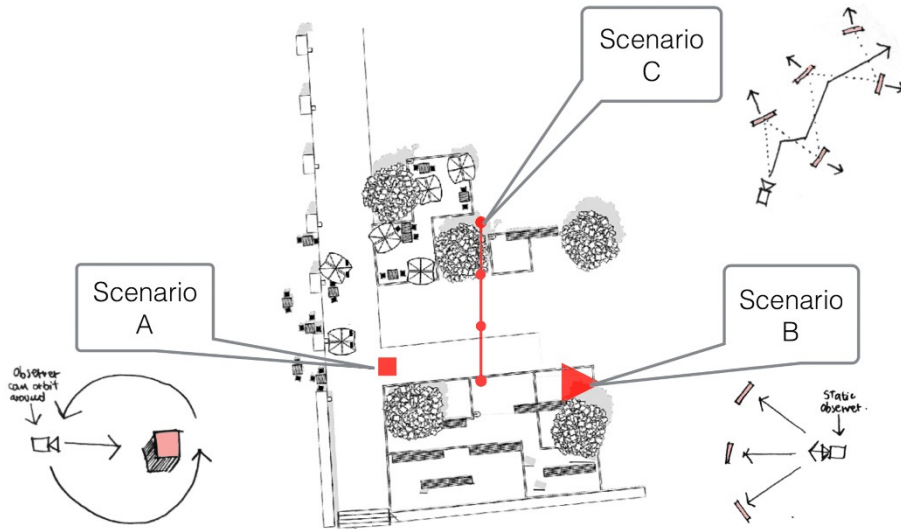 Scenario
C
Scenario
A
Scenario
B
Observer
can orbit
around
Static
observer.